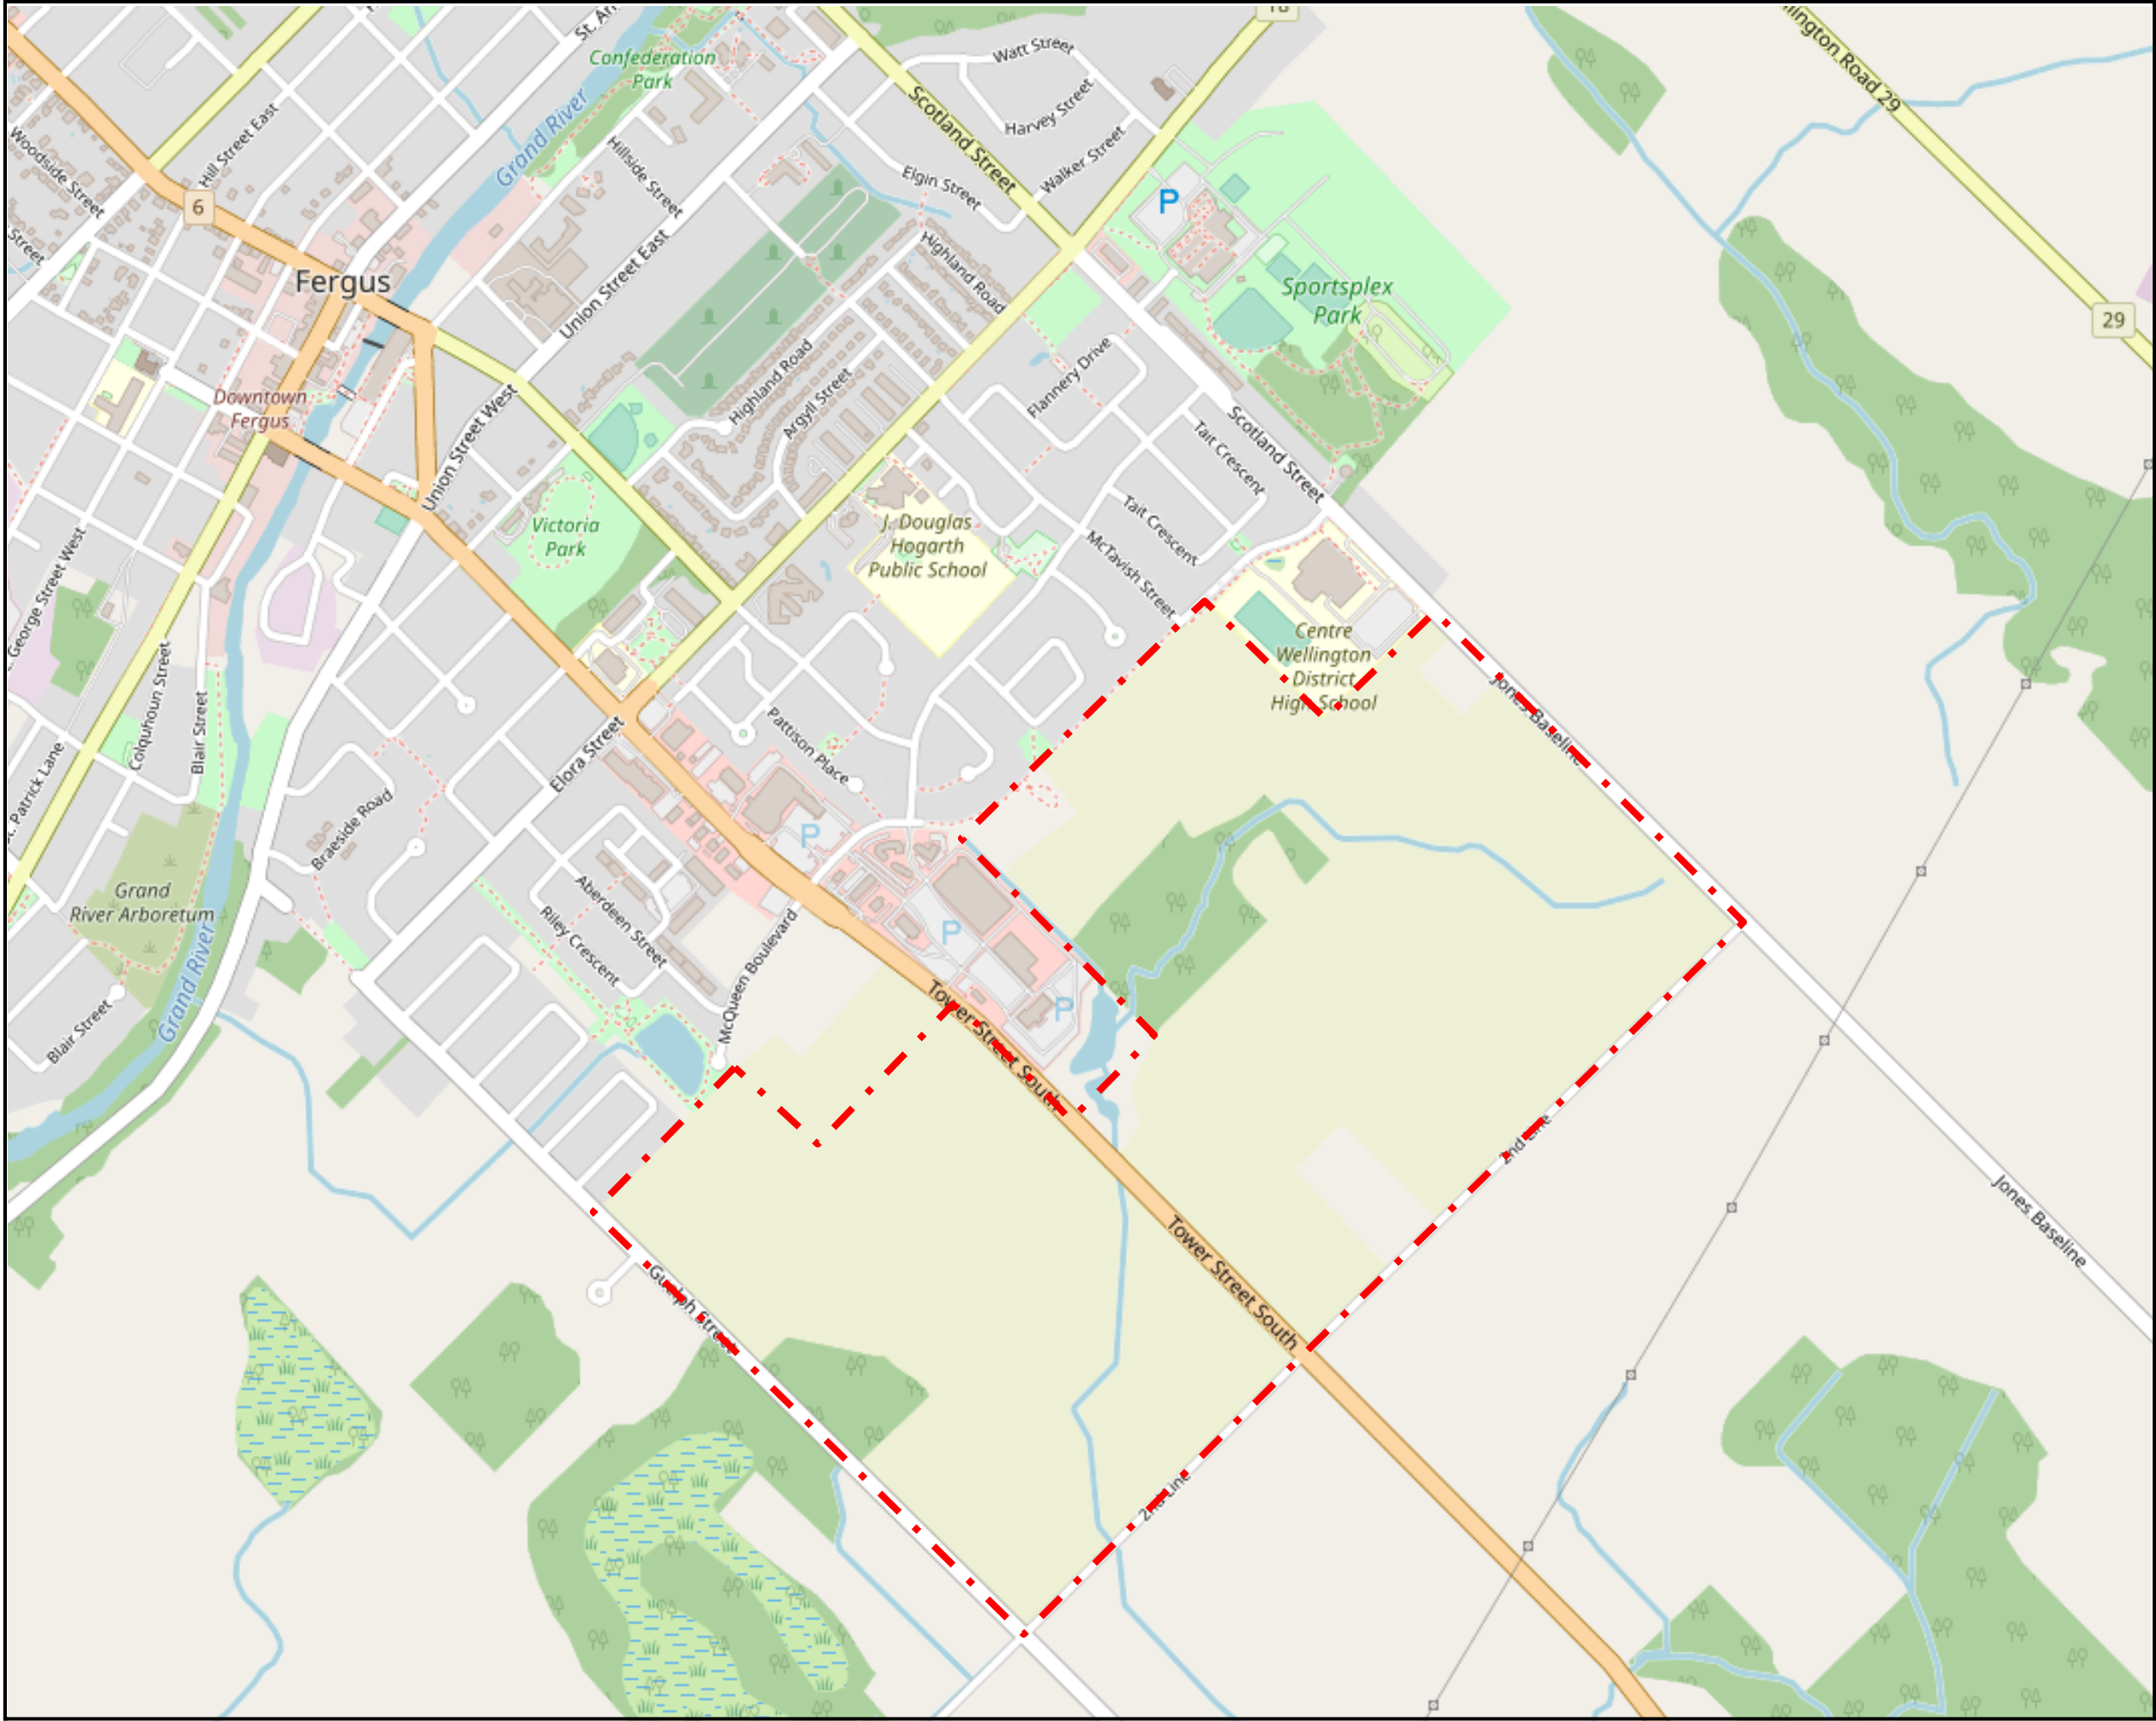 18
St. An
Confederation
Park
Watt Street
Harvey Street
Walker Street
Scotland Street
Elgin Street
llington Road 29
29
Grand River
Hill Street East
Woodside Street
Street
6
Hillside Street
Union Street East
Highland Road
P
Sportsplex
Park
Fergus
Downtown
Fergus
Union Street West
Highland Road
Argyll Street
Flannery Drive
Tait Crescent
Scotland Street
Tait Crescent
McTavish Street
Victoria
Park
J. Douglas
Hogarth
Public School
Centre
Wellington
District
High School
Jones Baseline
George Street West
Colquhoun Street
Blair Street
St. Patrick Lane
Elora Street
Pattison Place
Braeside Road
P
Grand
River Arboretum
Grand River
Aberdeen Street
Riley Crescent
McQueen Boulevard
P
P
Blair Street
Tower Street South
2nd Line
Jones Baseline
Tower Street South
Guelph Street
2nd Line